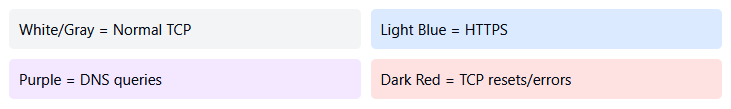 White/Gray = Normal TCP
Light Blue = HTTPS
Purple = DNS queries
Dark Red = TCP resets/errors